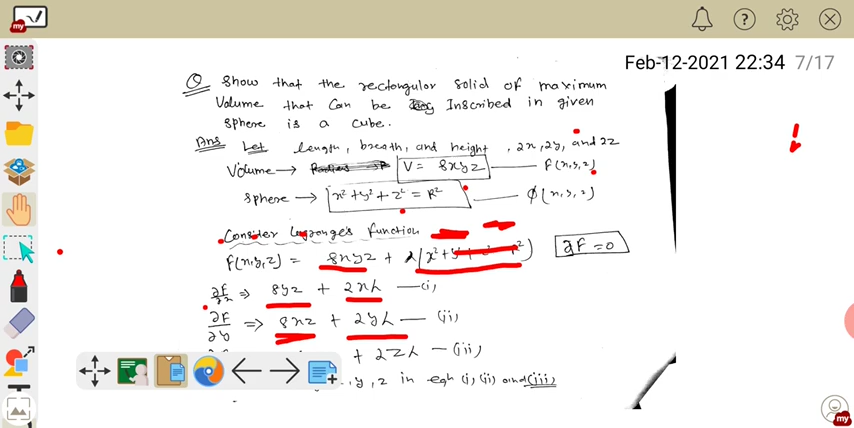 Feb-12-2021 22:34 7/17
Q Show that the rectangular solid of maximum
Volume that can be Inscribed in given
Sphere is a cube.
Ans Let length, breath, and height, 2x, 2y, and 2z
Volume → V = 8xyz — F(x,y,z)
Sphere → x² + y² + z² = R² — φ(x,y,z)
Consider Lagrange's Function
F(x,y,z) = 8xyz + λ(x² + y² + z² - R²) ∂F = 0
∂F/∂x ⇒ 8yz + 2xλ — (i)
∂F/∂y ⇒ 8xz + 2yλ — (ii)
+ 2zλ — (iii)
, y, z in eqn (i), (ii) and (iii)
my
my